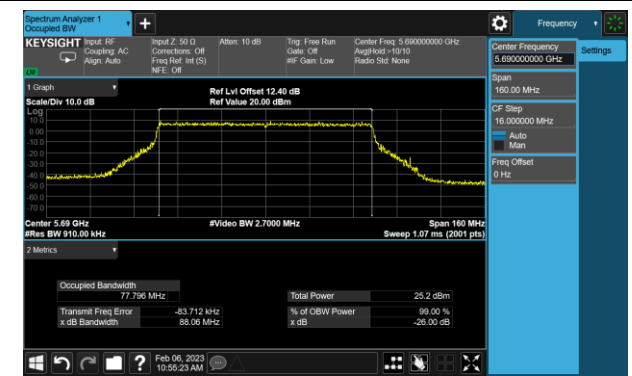 Spectrum Analyzer 1
Occupied BW
KEYSIGHT
Input: RF
Coupling: AC
Align: Auto
Input Z: 50 Ω
Corrections: Off
Freq Ref: Int (S)
NFE: Off
Atten: 10 dB
Trig: Free Run
Gate: Off
#IF Gain: Low
Center Freq: 5.690000000 GHz
Avg|Hold:>10/10
Radio Std: None
1 Graph
Scale/Div 10.0 dB
Ref Lvl Offset 12.40 dB
Ref Value 20.00 dBm
Log
10.0
0.00
-10.0
-20.0
-30.0
-40.0
-50.0
-60.0
-70.0
Center 5.69 GHz
#Res BW 910.00 kHz
#Video BW 2.7000 MHz
Span 160 MHz
Sweep 1.07 ms (2001 pts)
2 Metrics
Occupied Bandwidth
77.796 MHz
Transmit Freq Error -83.712 kHz
x dB Bandwidth 88.06 MHz
Total Power 25.2 dBm
% of OBW Power 99.00 %
x dB -26.00 dB
?
Feb 06, 2023
10:55:23 AM
Frequency
Settings
Center Frequency
5.690000000 GHz
Span
160.00 MHz
CF Step
16.000000 MHz
Auto
Man
Freq Offset
0 Hz